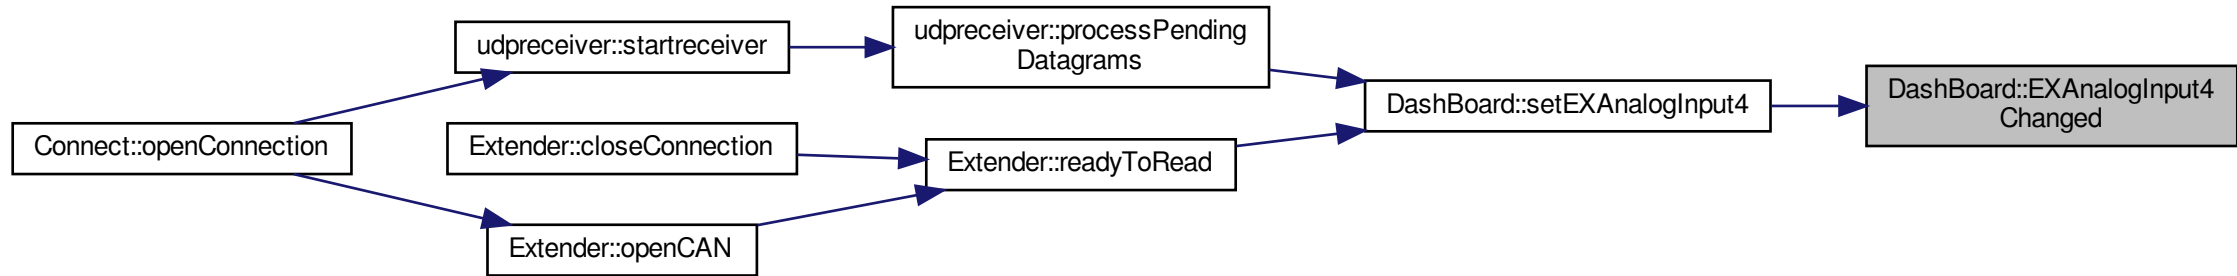 Connect::openConnection
udpreceiver::startreceiver
Extender::closeConnection
Extender::openCAN
udpreceiver::processPending
Datagrams
Extender::readyToRead
DashBoard::setEXAnalogInput4
DashBoard::EXAnalogInput4
Changed